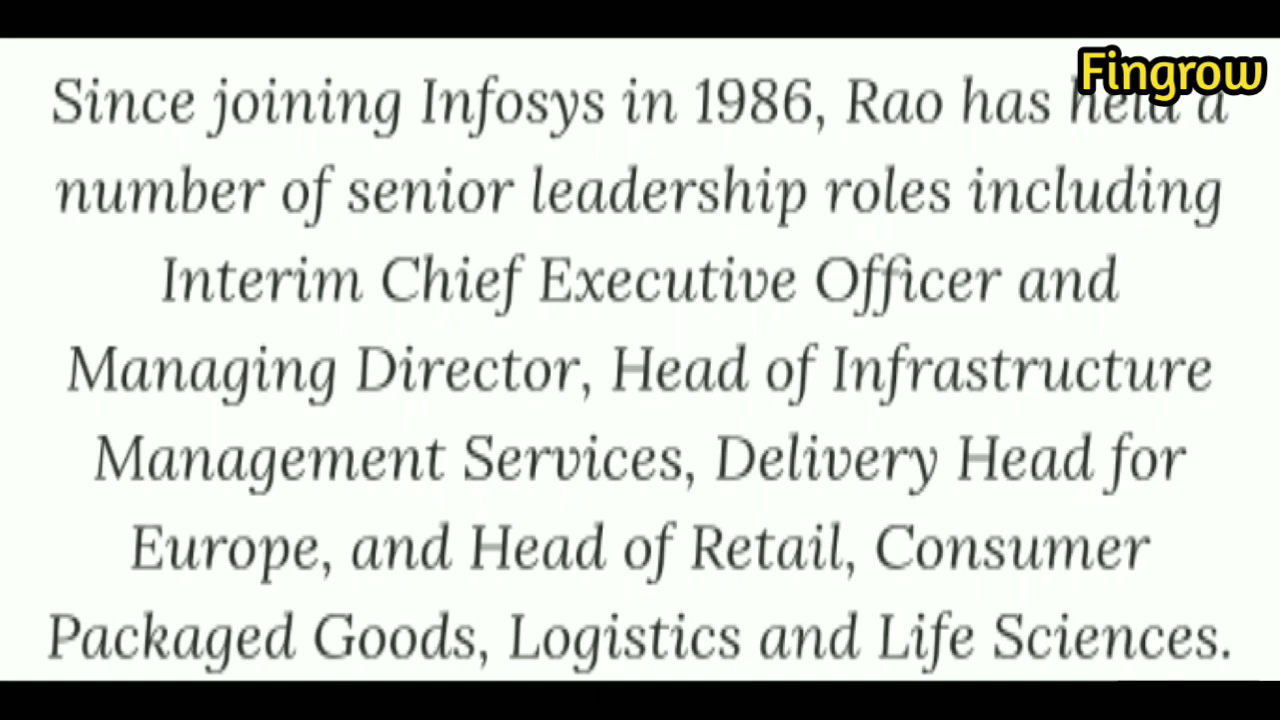 Fingrow
Since joining Infosys in 1986, Rao has held a
number of senior leadership roles including
Interim Chief Executive Officer and
Managing Director, Head of Infrastructure
Management Services, Delivery Head for
Europe, and Head of Retail, Consumer
Packaged Goods, Logistics and Life Sciences.